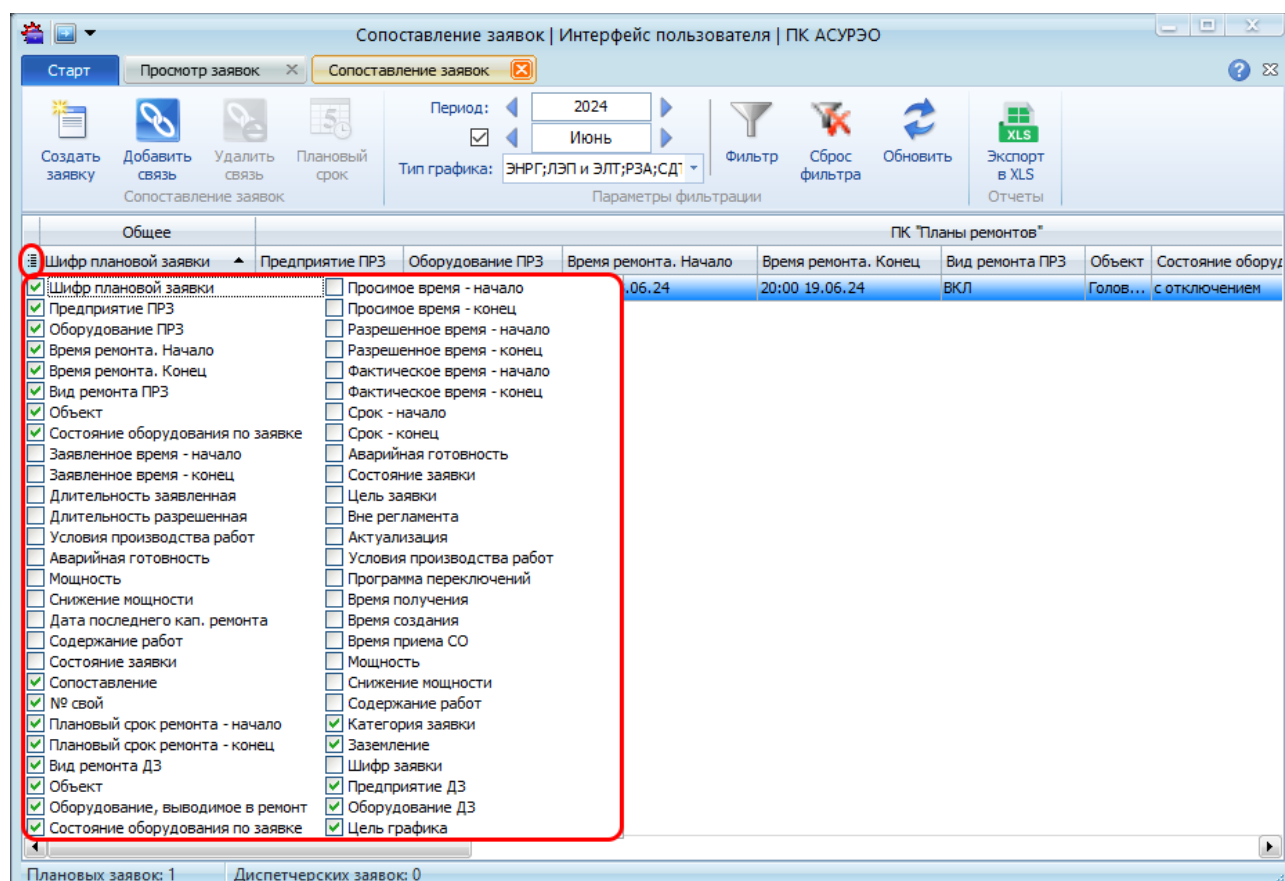 Сопоставление заявок | Интерфейс пользователя | ПК АСУРЭО
Старт Просмотр заявок Сопоставление заявок
Период: 2024
Июнь
Тип графика: ЭНРГ;ЛЭП и ЭЛТ;РЗА;СДТ
Создать заявку
Добавить связь
Удалить связь
Плановый срок
Фильтр
Сброс фильтра
Обновить
XLS
Экспорт в XLS
Сопоставление заявок Параметры фильтрации Отчеты
Общее ПК "Планы ремонтов"
Шифр плановой заявки Предприятие ПРЗ Оборудование ПРЗ Время ремонта. Начало Время ремонта. Конец Вид ремонта ПРЗ Объект Состояние оборуд
.06.24 20:00 19.06.24 ВКЛ Голов... с отключением
Шифр плановой заявки
Предприятие ПРЗ
Оборудование ПРЗ
Время ремонта. Начало
Время ремонта. Конец
Вид ремонта ПРЗ
Объект
Состояние оборудования по заявке
Заявленное время - начало
Заявленное время - конец
Длительность заявленная
Длительность разрешенная
Условия производства работ
Аварийная готовность
Мощность
Снижение мощности
Дата последнего кап. ремонта
Содержание работ
Состояние заявки
Сопоставление
№ свой
Плановый срок ремонта - начало
Плановый срок ремонта - конец
Вид ремонта ДЗ
Объект
Оборудование, выводимое в ремонт
Состояние оборудования по заявке
Просимое время - начало
Просимое время - конец
Разрешенное время - начало
Разрешенное время - конец
Фактическое время - начало
Фактическое время - конец
Срок - начало
Срок - конец
Аварийная готовность
Состояние заявки
Цель заявки
Вне регламента
Актуализация
Условия производства работ
Программа переключений
Время получения
Время создания
Время приема СО
Мощность
Снижение мощности
Содержание работ
Категория заявки
Заземление
Шифр заявки
Предприятие ДЗ
Оборудование ДЗ
Цель графика
Плановых заявок: 1 Диспетчерских заявок: 0